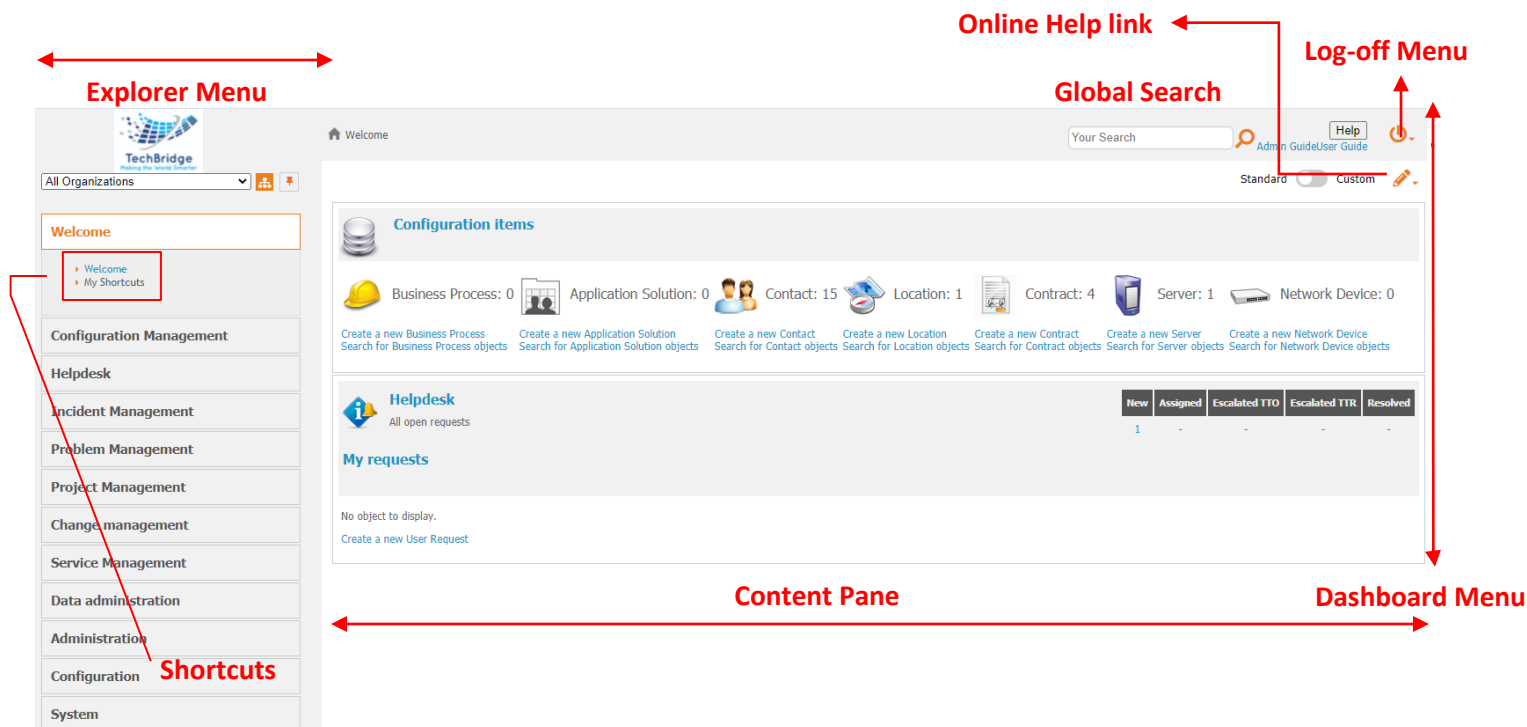 Online Help link
Log-off Menu
Explorer Menu
Global Search
TechBridge
Making the World Smarter
Welcome
Your Search
Help
Admin GuideUser Guide
All Organizations
Standard Custom
Welcome
Welcome
My Shortcuts
Configuration Management
Helpdesk
Incident Management
Problem Management
Project Management
Change management
Service Management
Data administration
Administration
Configuration
System
Shortcuts
Configuration items
Business Process: 0 Application Solution: 0 Contact: 15 Location: 1 Contract: 4 Server: 1 Network Device: 0
Create a new Business Process Create a new Application Solution Create a new Contact Create a new Location Create a new Contract Create a new Server Create a new Network Device
Search for Business Process objects Search for Application Solution objects Search for Contact objects Search for Location objects Search for Contract objects Search for Server objects Search for Network Device objects
Helpdesk
All open requests
New Assigned Escalated TTO Escalated TTR Resolved
1 - - - -
My requests
No object to display.
Create a new User Request
Content Pane
Dashboard Menu